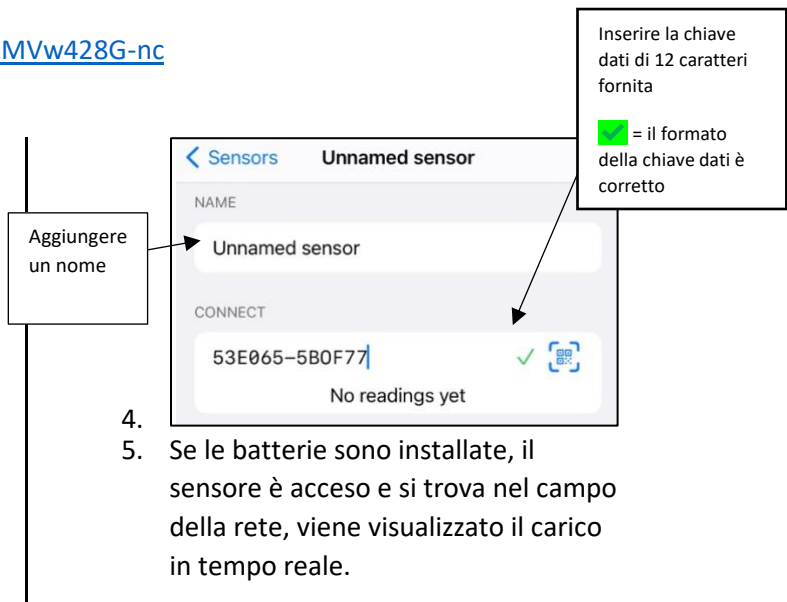 MVw428G-nc
Inserire la chiave
dati di 12 caratteri
fornita
= il formato
della chiave dati è
corretto
Sensors Unnamed sensor
NAME
Aggiungere
un nome
Unnamed sensor
CONNECT
53E065-5B0F77
No readings yet
4.
5. Se le batterie sono installate, il
sensore è acceso e si trova nel campo
della rete, viene visualizzato il carico
in tempo reale.